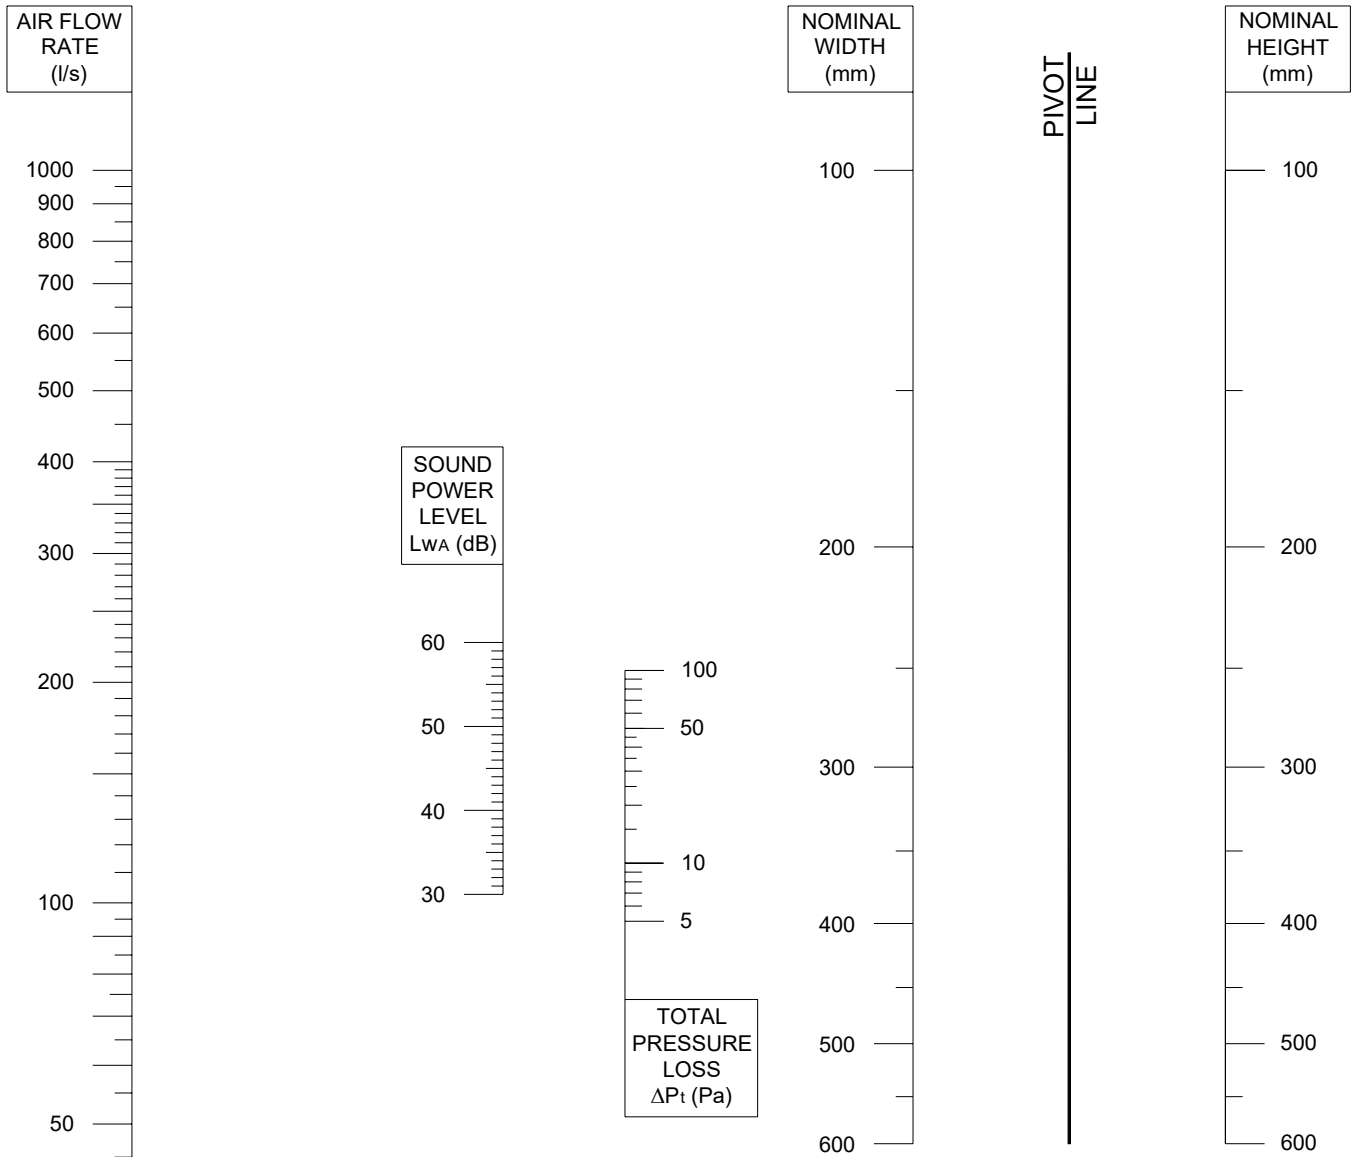 AIR FLOW
RATE
(l/s)
1000
900
800
700
600
500
400
300
200
100
50
SOUND
POWER
LEVEL
LWA (dB)
60
50
40
30
100
50
10
5
TOTAL
PRESSURE
LOSS
ΔPt (Pa)
NOMINAL
WIDTH
(mm)
100
200
300
400
500
600
PIVOT
LINE
NOMINAL
HEIGHT
(mm)
100
200
300
400
500
600